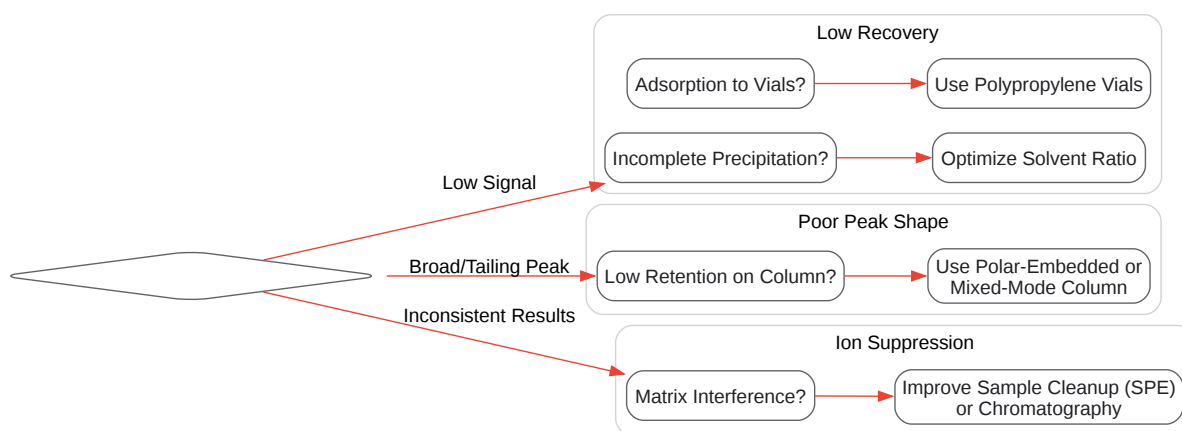 Low Recovery
Adsorption to Vials?
Use Polypropylene Vials
Incomplete Precipitation?
Optimize Solvent Ratio
Low Signal
Poor Peak Shape
Broad/Tailing Peak
Low Retention on Column?
Use Polar-Embedded or
Mixed-Mode Column
Inconsistent Results
Ion Suppression
Matrix Interference?
Improve Sample Cleanup (SPE)
or Chromatography